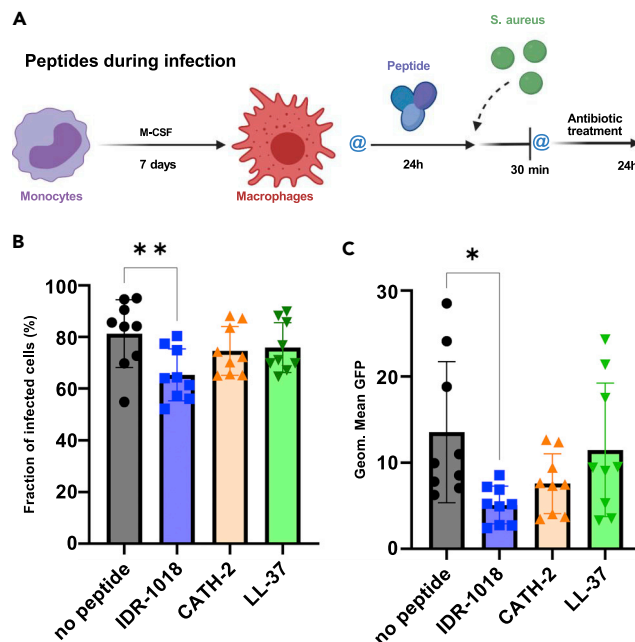 A
S. aureus
Peptides during infection
Peptide
Antibiotic
treatment
M-CSF
@
@
7 days
24h
30 min
24h
Monocytes
Macrophages
B
C
**
*
Fraction of infected cells (%)
100
80
60
40
20
0
no peptide
IDR-1018
CATH-2
LL-37
Geom. Mean GFP
30
20
10
0
no peptide
IDR-1018
CATH-2
LL-37